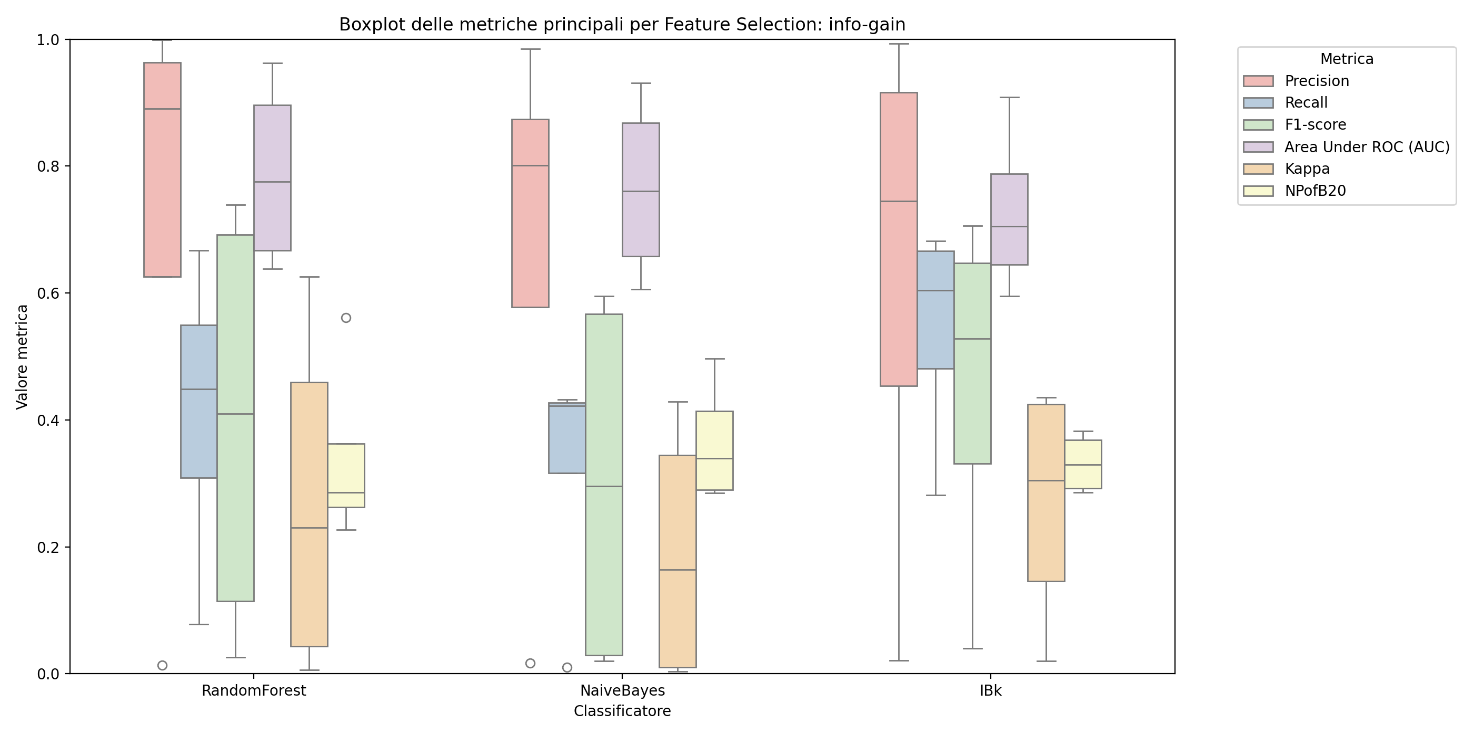 Boxplot delle metriche principali per Feature Selection: info-gain
Valore metrica
1.0
0.8
0.6
0.4
0.2
0.0
RandomForest
NaiveBayes
IBk
Classificatore
Metrica
Precision
Recall
F1-score
Area Under ROC (AUC)
Kappa
NPofB20